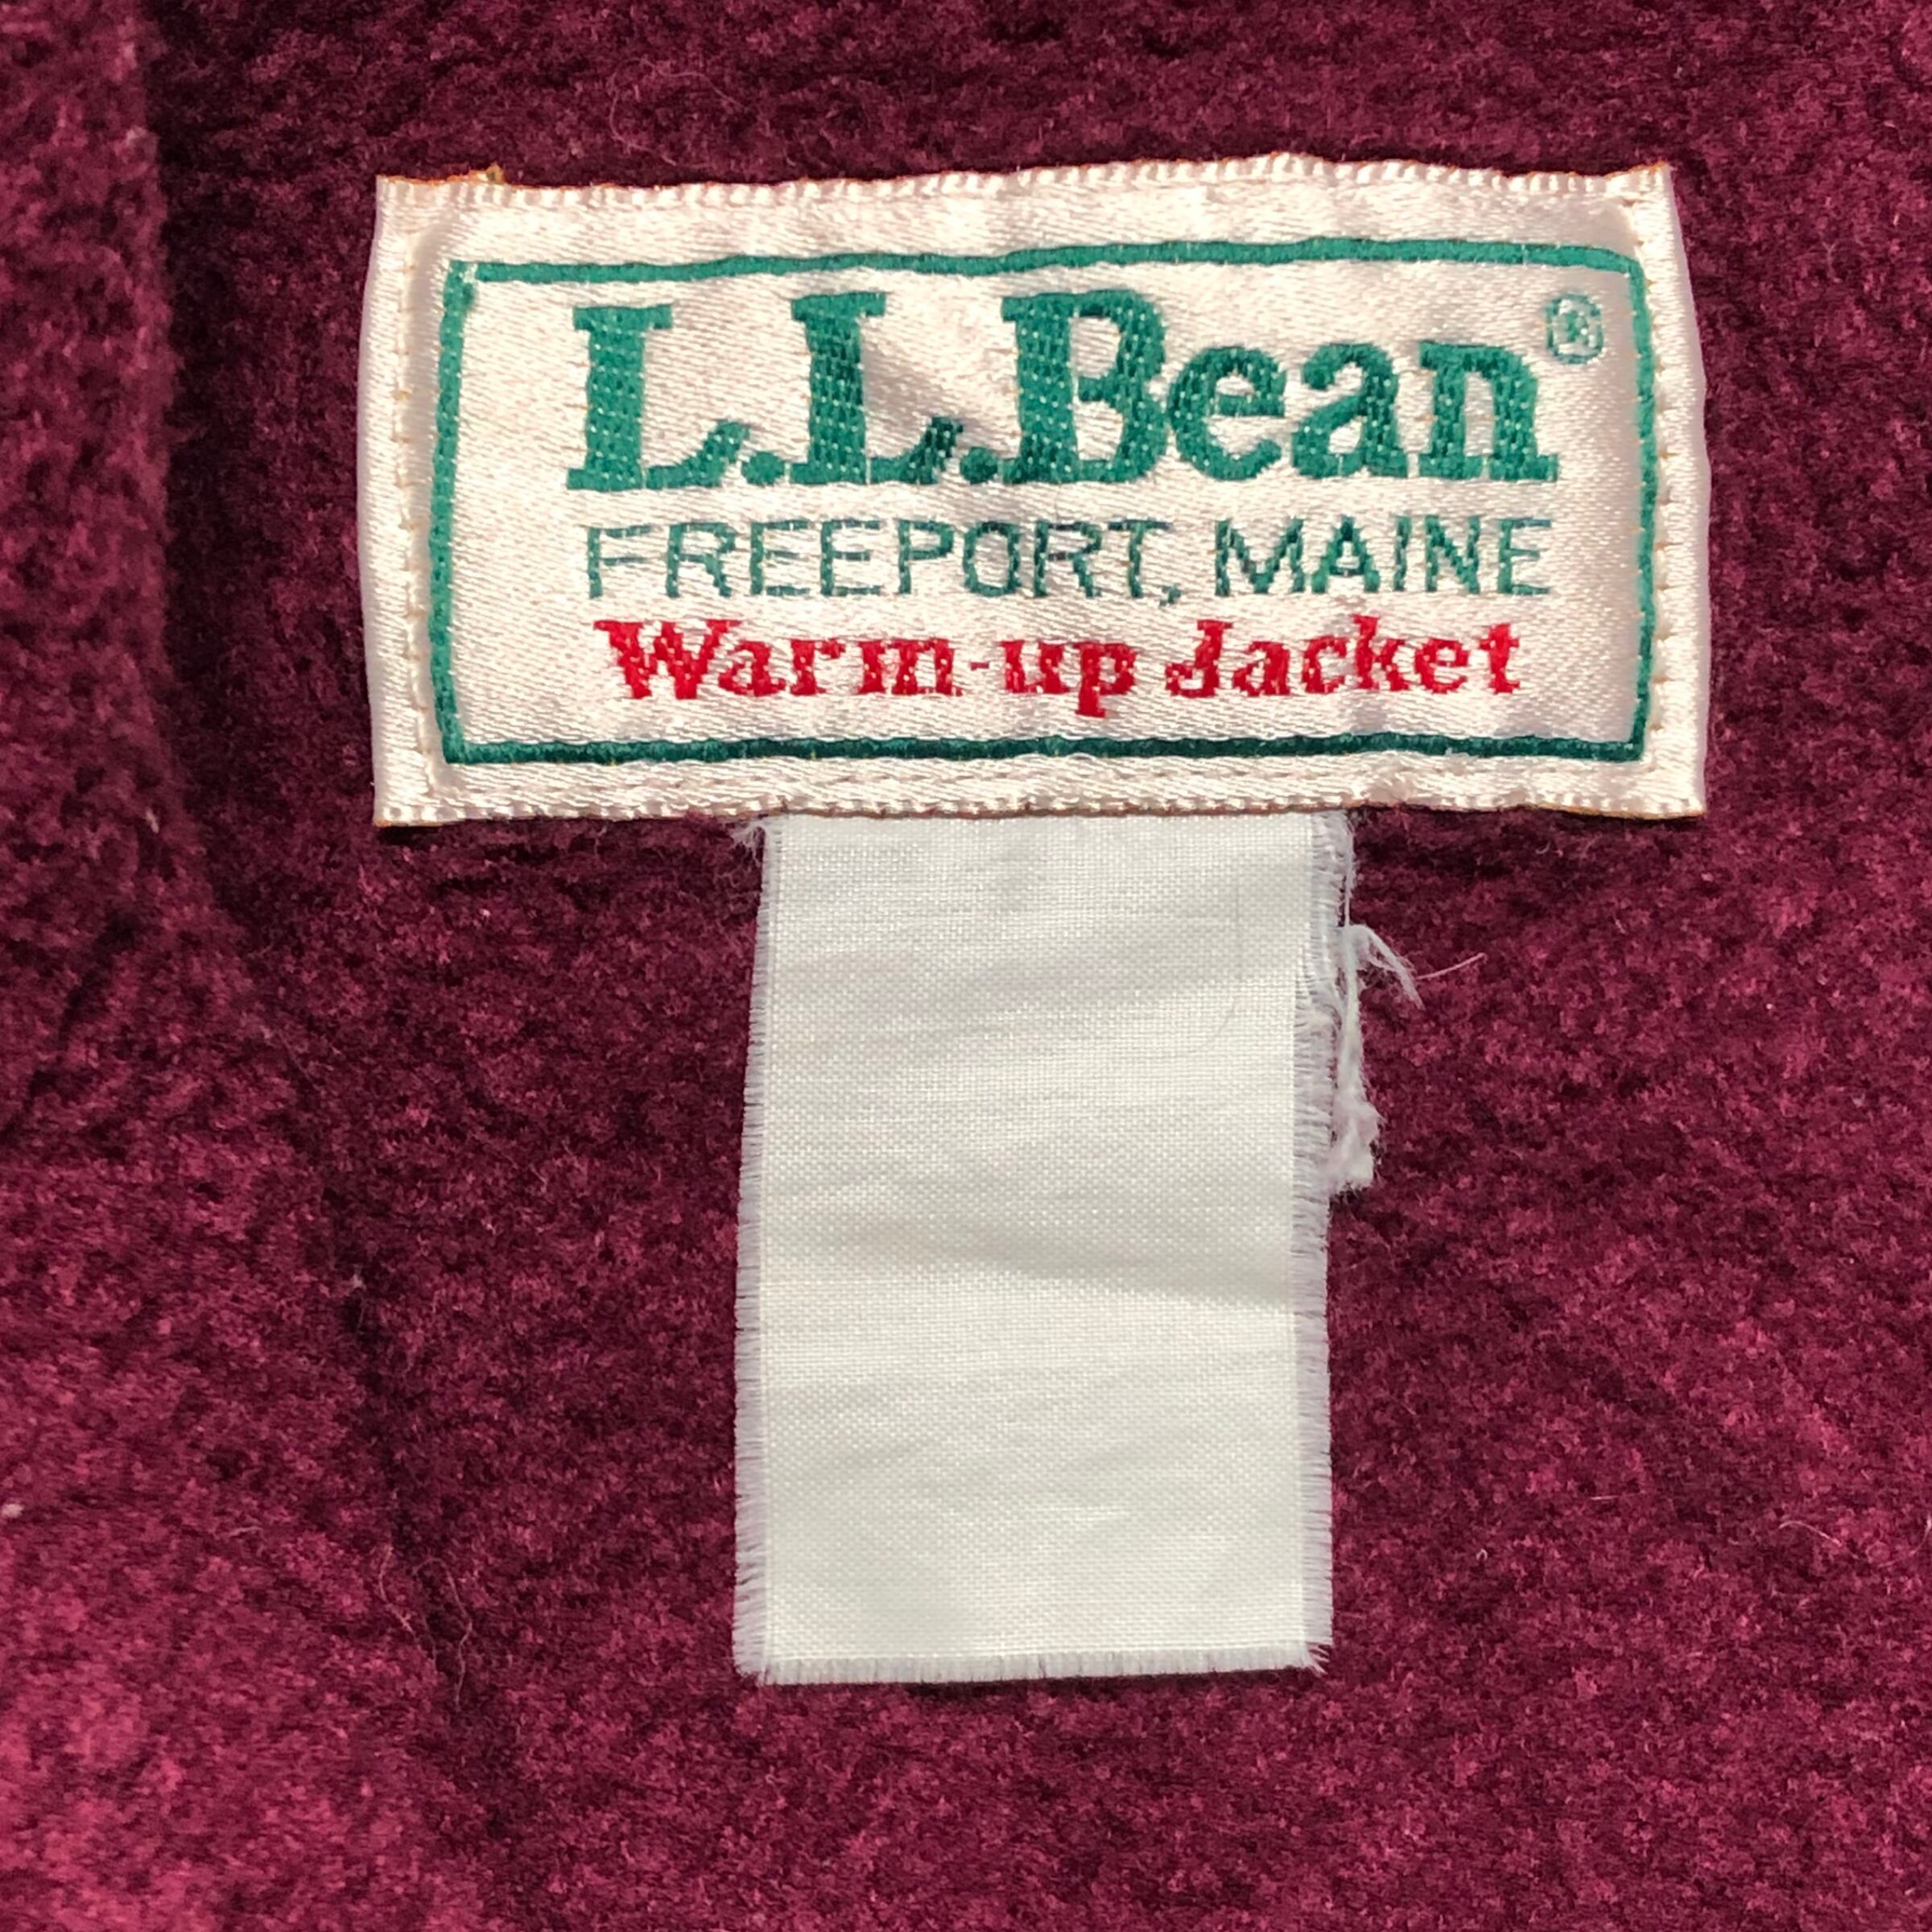 L.L.Bean®
FREEPORT, MAINE
Warm-up Jacket